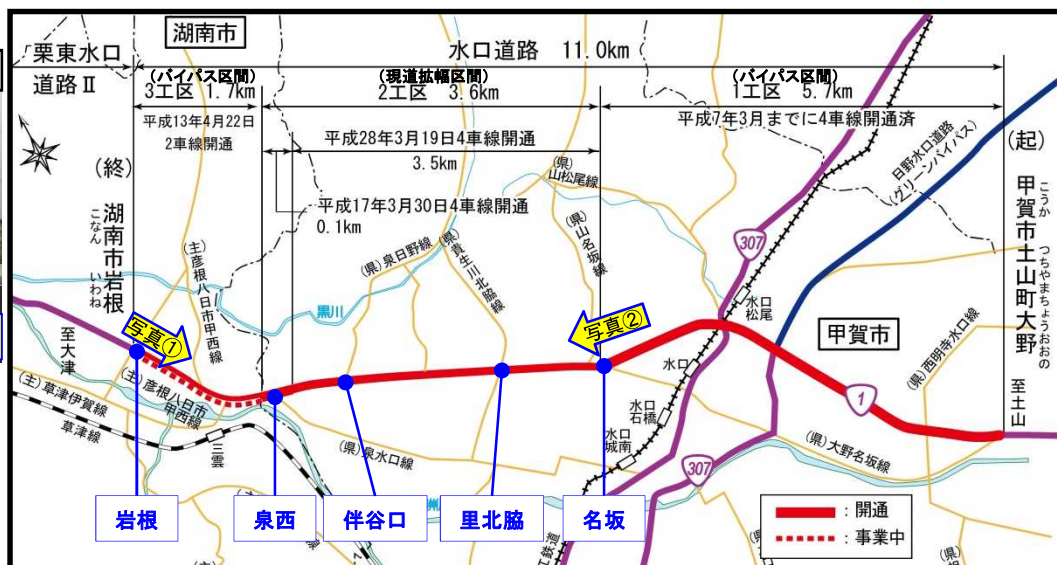 湖南市
栗東水口
道路Ⅱ
水口道路 11.0km
(バイパス区間)
3工区 1.7km
(現道拡幅区間)
2工区 3.6km
(バイパス区間)
1工区 5.7km
平成13年4月22日
2車線開通
平成28年3月19日4車線開通
3.5km
平成7年3月までに4車線開通済
平成17年3月30日4車線開通
0.1km
(終)
湖南市岩根
こなん
いわね
(起)
甲賀市土山町大野
こうか
つちやまちょうおおの
至土山
至大津
(主)彦根八日市甲西線
(県)泉日野線
(県)貴生川北脇線
(県)山名坂線
(県)山松尾線
日野水口道路
(グリーンバイパス)
黒川
307
水口
松尾
甲賀市
(県)西明寺水口線
写真①
写真②
水口
水口
石橋
水口
城南
1
(主)彦根八日市
甲西線
(主)草津伊賀線
草津線
三雲
(県)泉水口線
(県)大野名坂線
307
岩根
泉西
伴谷口
里北脇
名坂
:開通
:事業中
工鉄道